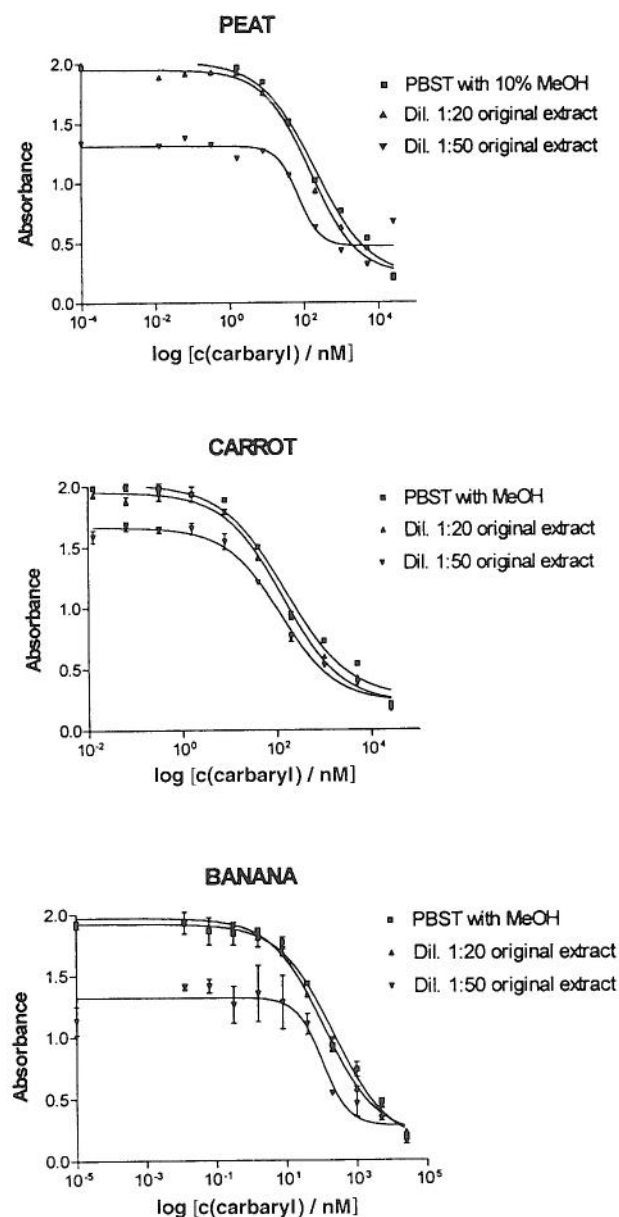 PEAT
2.0
1.5
1.0
0.5
0.0
Absorbance
10-4
10-2
100
102
104
log [c(carbaryl) / nM]
PBST with 10% MeOH
Dil. 1:20 original extract
Dil. 1:50 original extract
CARROT
2.0
1.5
1.0
0.5
0.0
Absorbance
10-2
100
102
104
log [c(carbaryl) / nM]
PBST with MeOH
Dil. 1:20 original extract
Dil. 1:50 original extract
BANANA
2.0
1.5
1.0
0.5
0.0
Absorbance
10-5
10-3
10-1
101
103
105
log [c(carbaryl) / nM]
PBST with MeOH
Dil. 1:20 original extract
Dil. 1:50 original extract